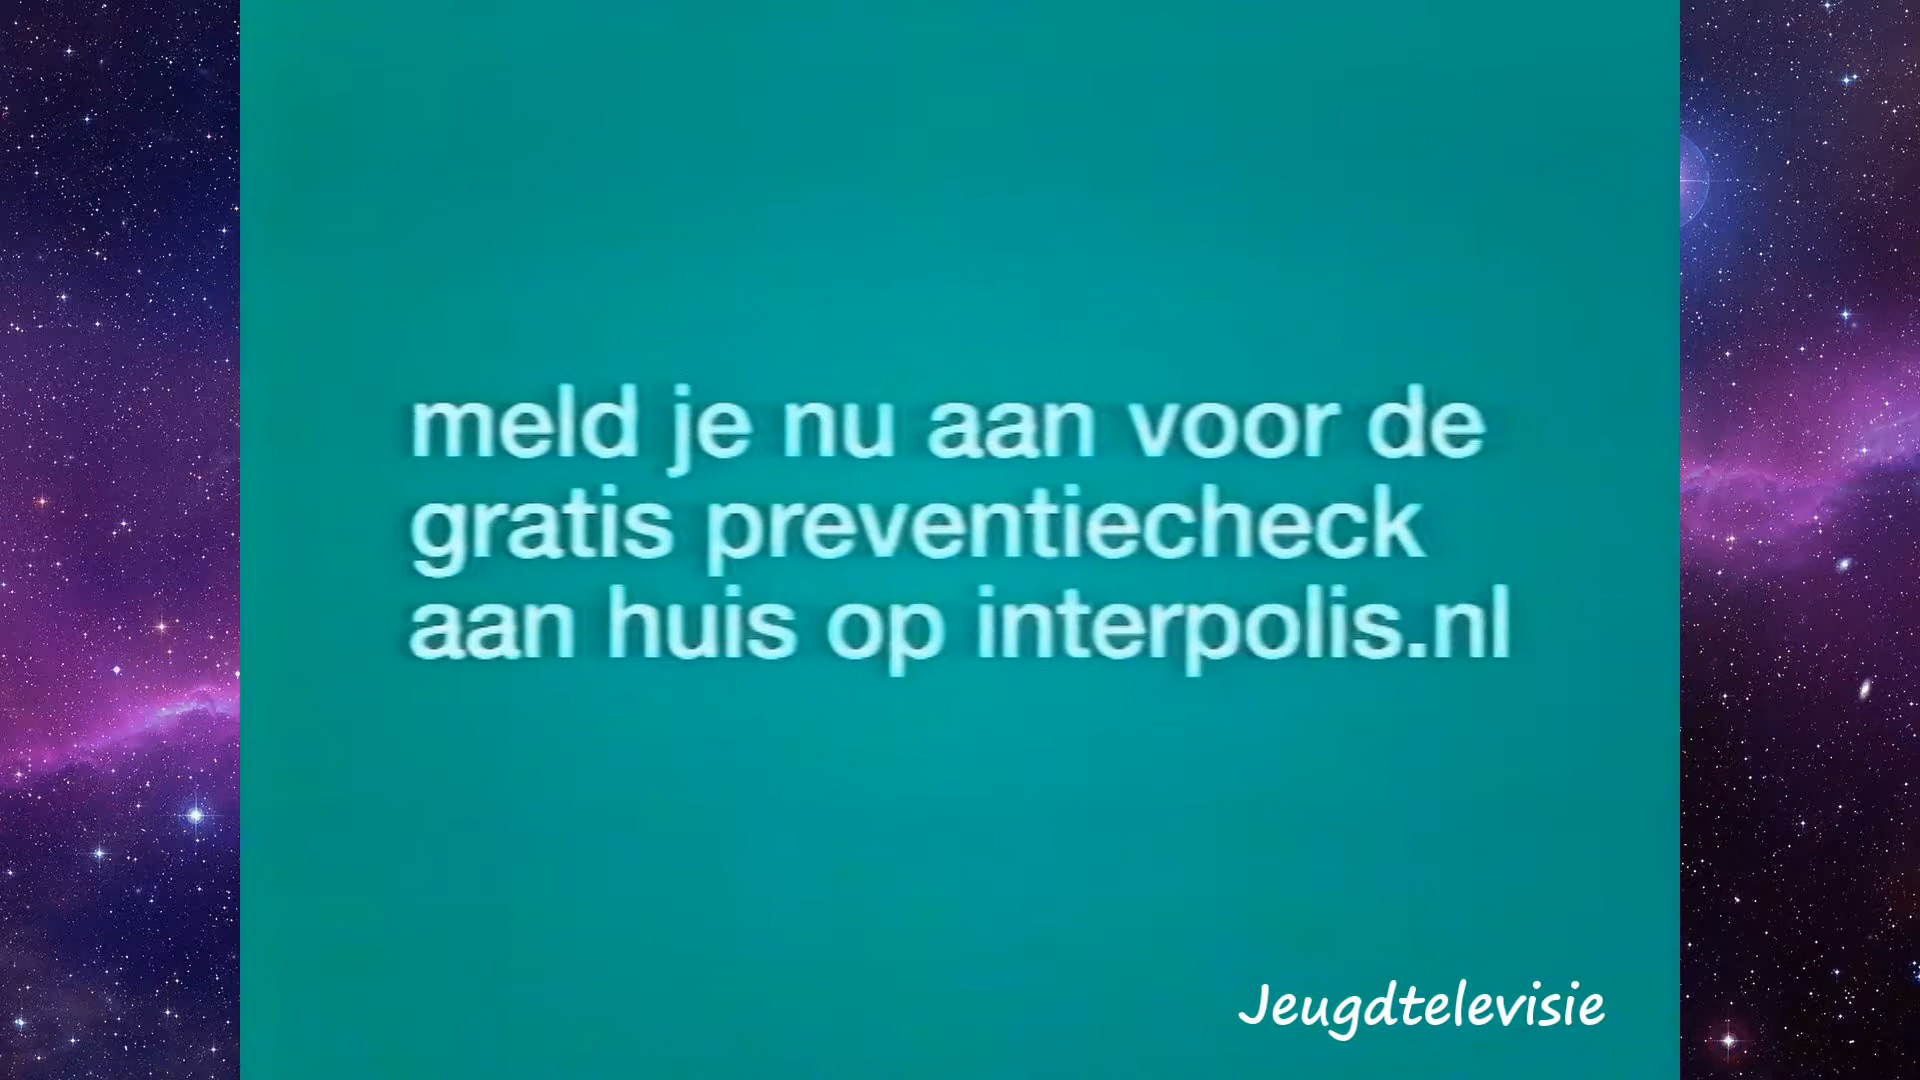 meld je nu aan voor de
gratis preventiecheck
aan huis op interpolis.nl
Jeugdtelevisie